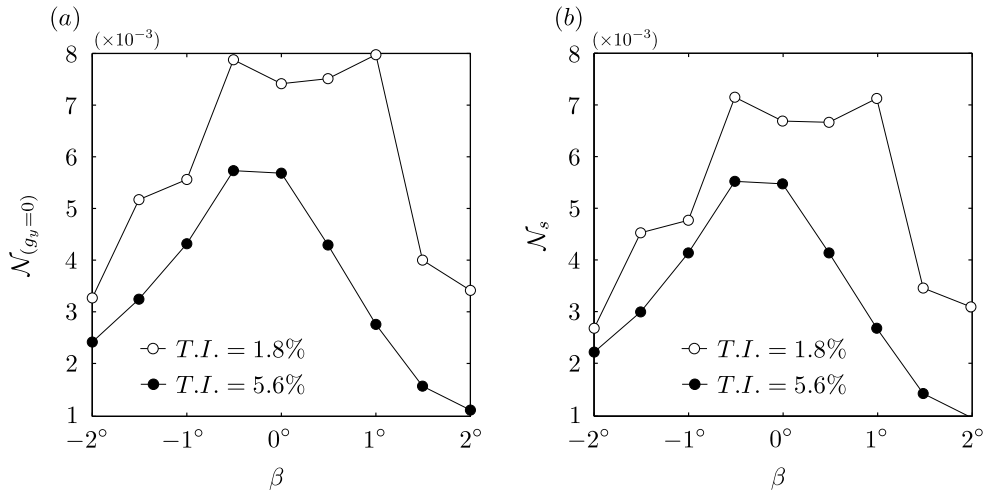 (a)
(×10⁻³)
8
7
6
5
4
3
2
1
𝒩(g_y=0)
T.I. = 1.8%
T.I. = 5.6%
−2° −1° 0° 1° 2°
β
(b)
(×10⁻³)
8
7
6
5
4
3
2
1
𝒩_s
T.I. = 1.8%
T.I. = 5.6%
−2° −1° 0° 1° 2°
β